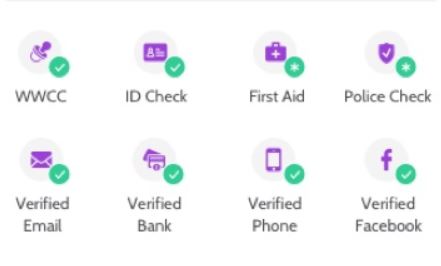 WWCC
ID Check
First Aid
Police Check
Verified
Email
Verified
Bank
Verified
Phone
Verified
Facebook